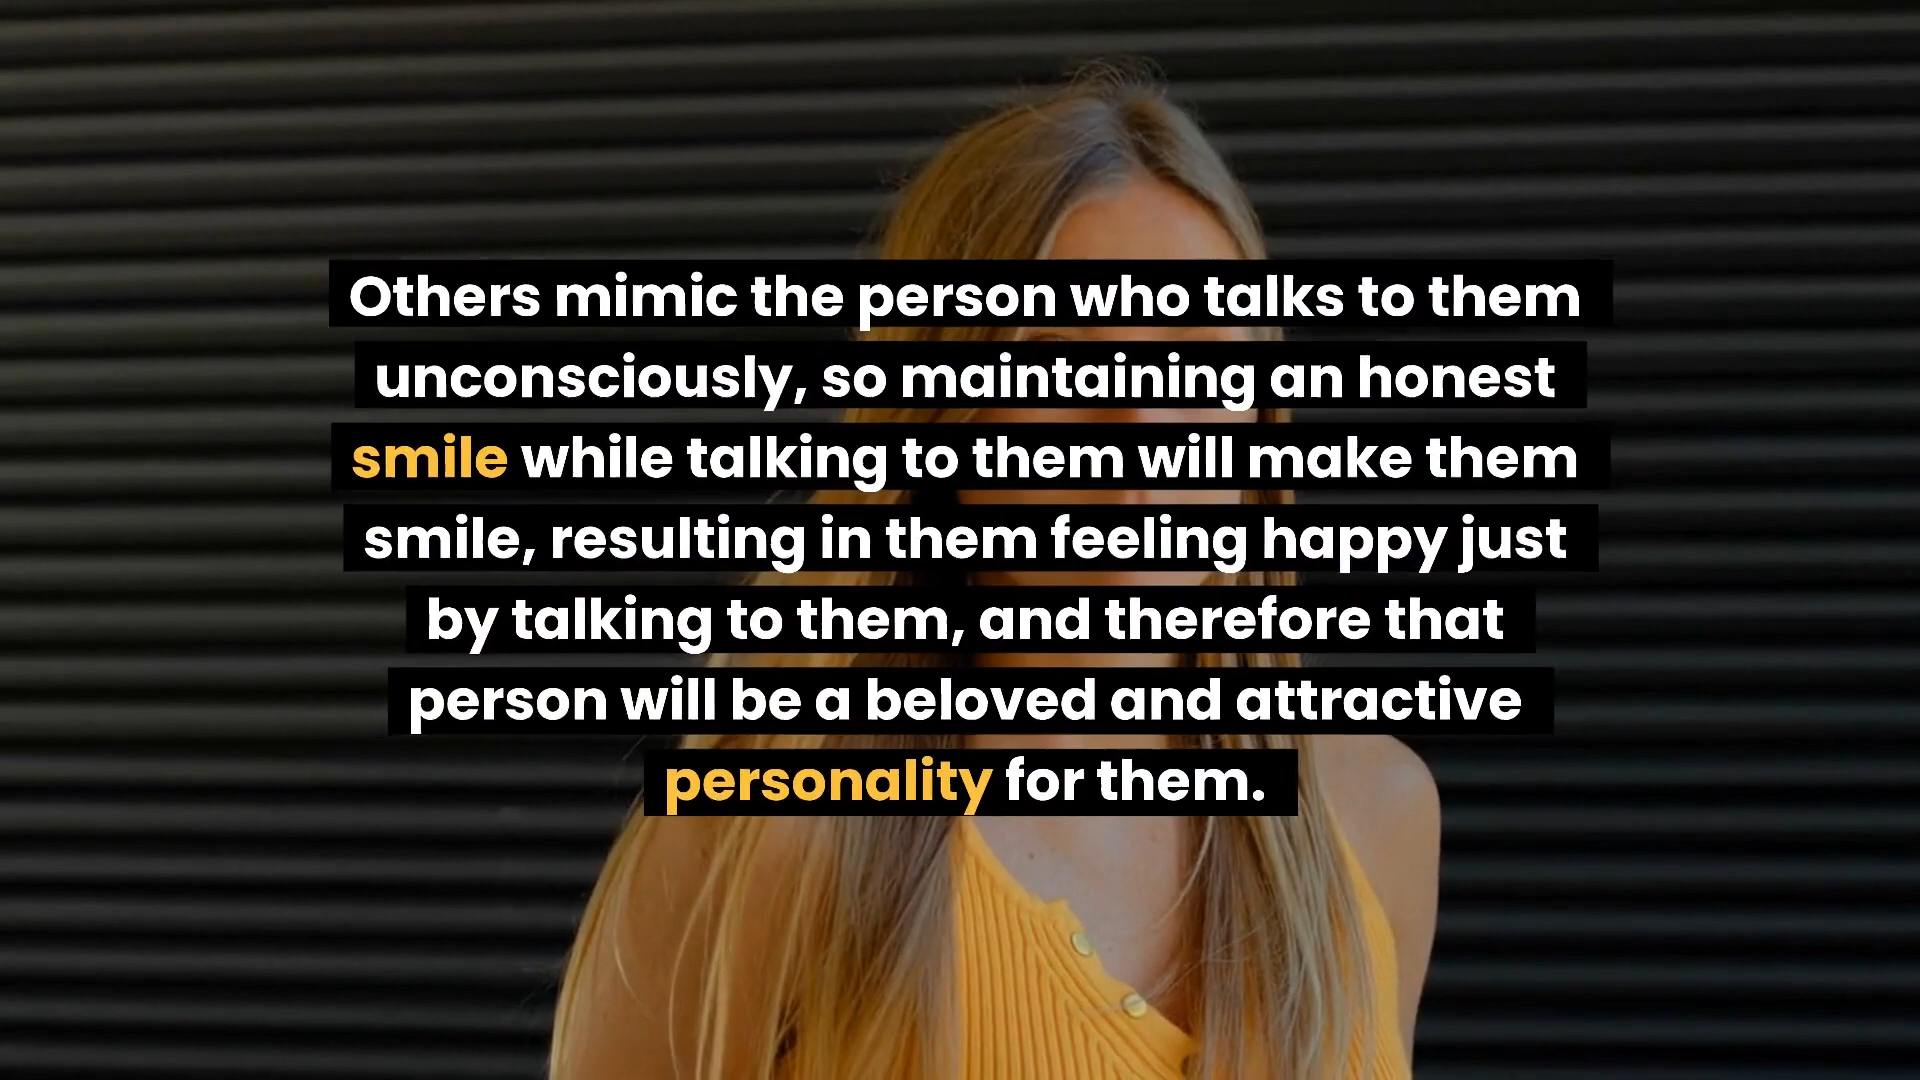 Others mimic the person who talks to them
unconsciously, so maintaining an honest
smile while talking to them will make them
smile, resulting in them feeling happy just
by talking to them, and therefore that
person will be a beloved and attractive
personality for them.